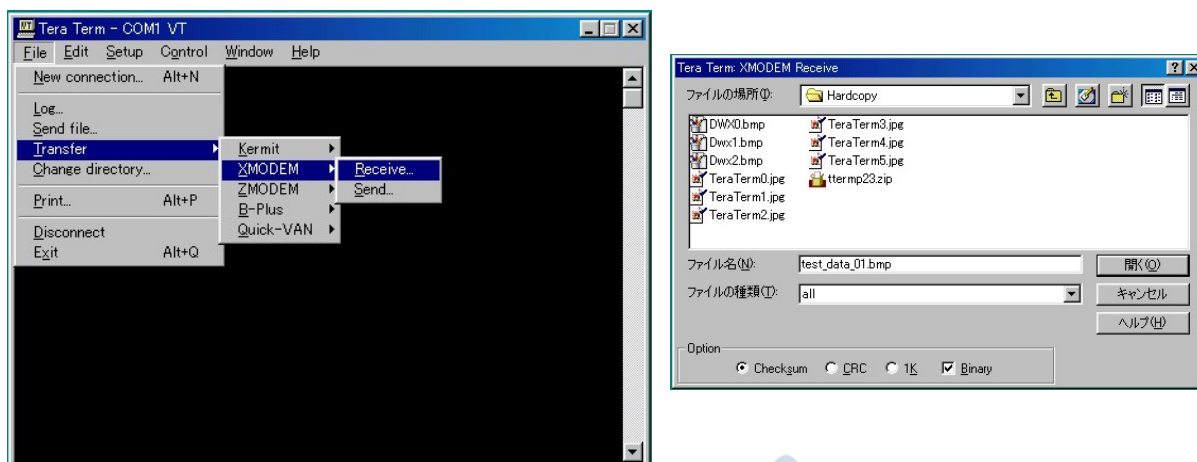 Tera Term - COM1 VT
File Edit Setup Control Window Help
New connection... Alt+N
Log...
Send file...
Transfer
Change directory...
Print... Alt+P
Disconnect
Exit Alt+Q
Kermit
XMODEM
ZMODEM
B-Plus
Quick-VAN
Receive...
Send...
Tera Term: XMODEM Receive
ファイルの場所(I):
Hardcopy
DWX0.bmp
Dwx1.bmp
Dwx2.bmp
TeraTerm0.jpg
TeraTerm1.jpg
TeraTerm2.jpg
TeraTerm3.jpg
TeraTerm4.jpg
TeraTerm5.jpg
ttermp23.zip
ファイル名(N): test_data_01.bmp 開く(O)
ファイルの種類(T): all キャンセル
ヘルプ(H)
Option
Checksum CRC 1K Binary